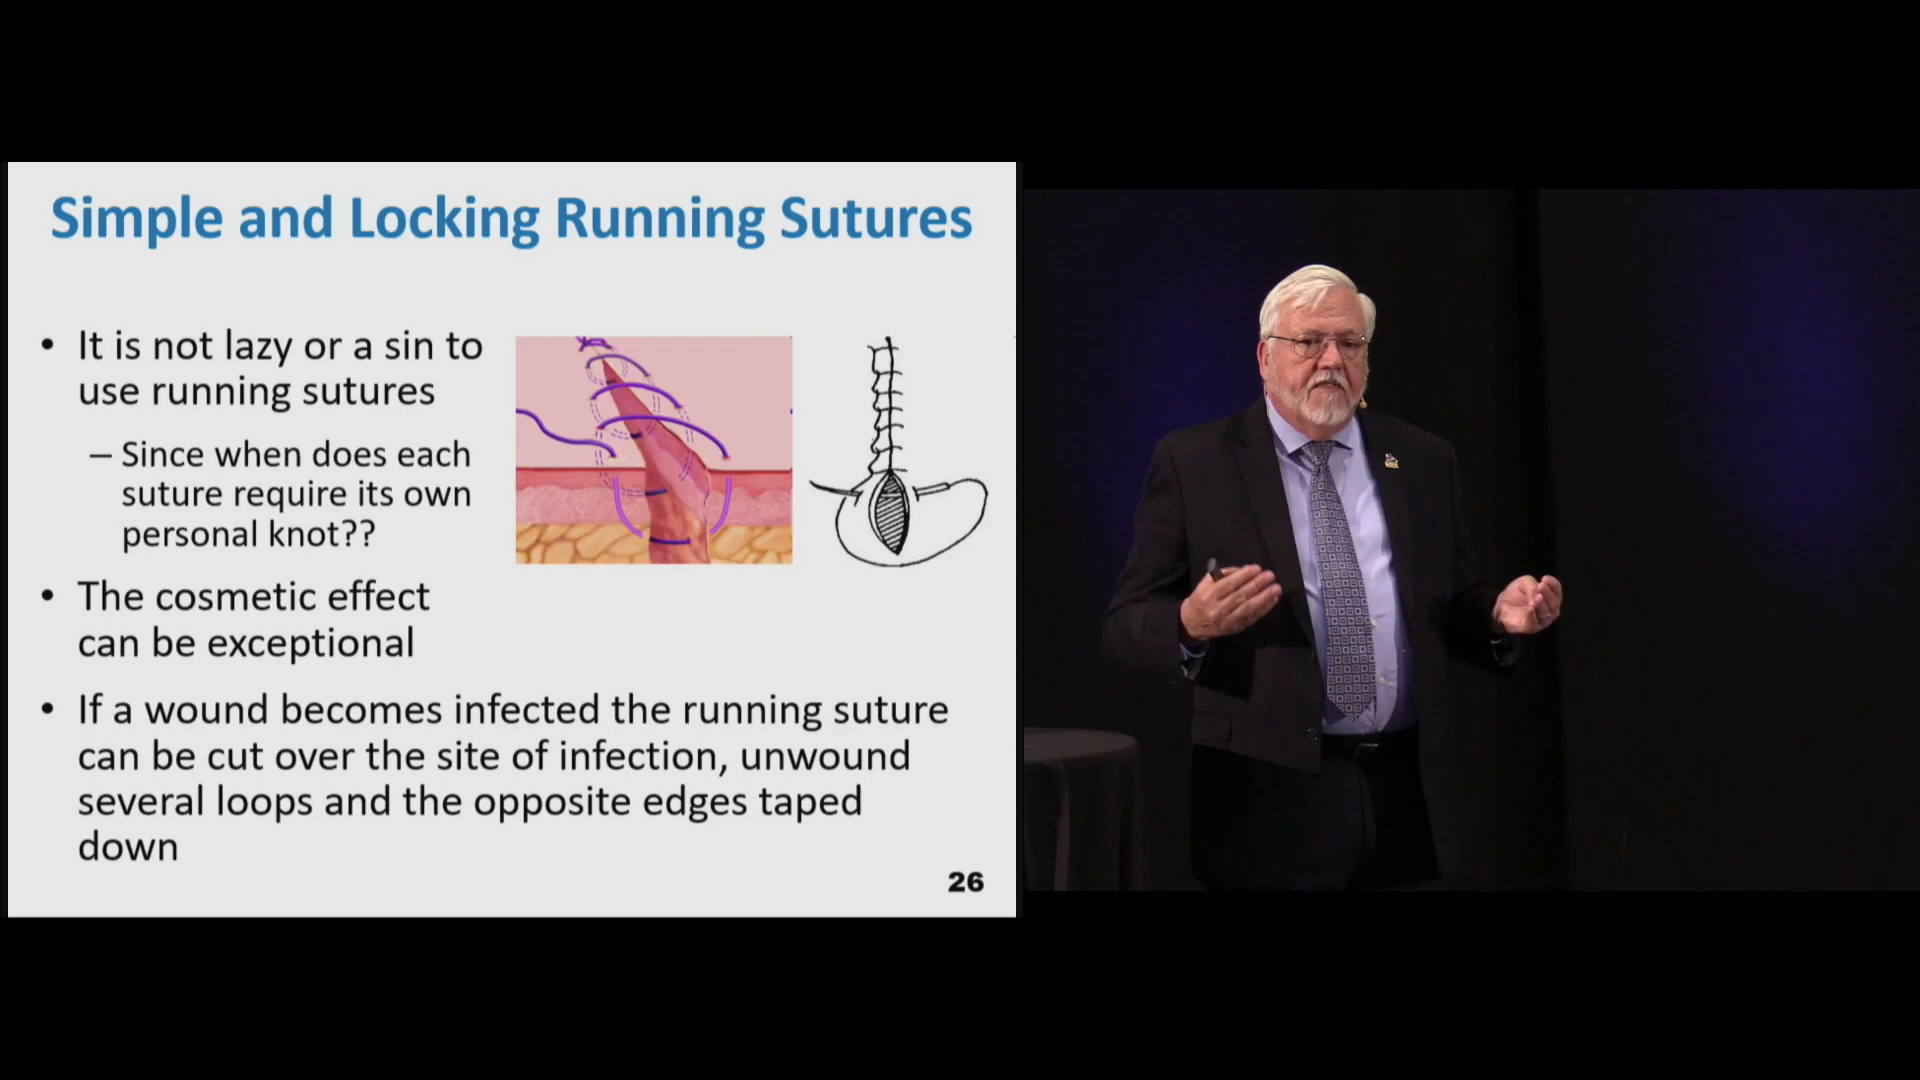 Simple and Locking Running Sutures
• It is not lazy or a sin to
use running sutures
– Since when does each
suture require its own
personal knot??
• The cosmetic effect
can be exceptional
• If a wound becomes infected the running suture
can be cut over the site of infection, unwound
several loops and the opposite edges taped
down
26